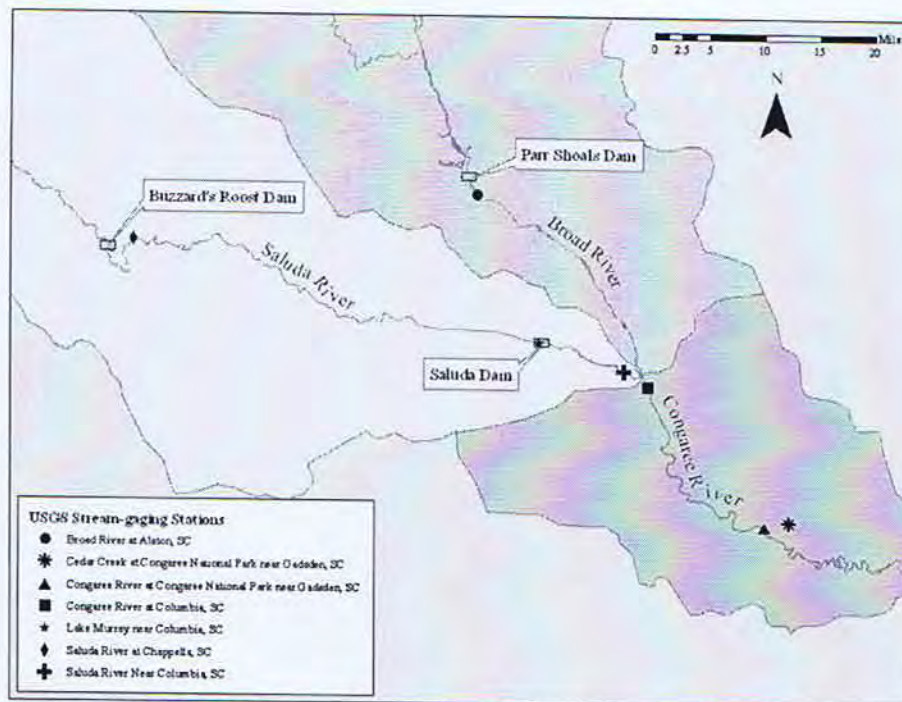 Miles
0 2.5 5 10 15 20
N
Parr Shoals Dam
Buzzard's Roost Dam
Broad River
Saluda River
Saluda Dam
Congaree River
USGS Stream-gaging Stations
Broad River at Alston, SC
Cedar Creek at Congaree National Park near Gadsden, SC
Congaree River at Congaree National Park near Gadsden, SC
Congaree River at Columbia, SC
Lake Murray near Columbia, SC
Saluda River at Chappells, SC
Saluda River Near Columbia, SC